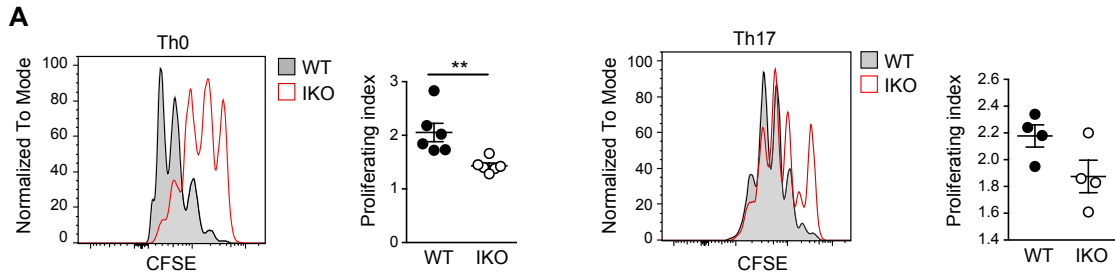 A
Th0
Normalized To Mode
100
80
60
40
20
0
CFSE
WT
IKO
**
Proliferating index
3
2
1
0
WT IKO
Th17
Normalized To Mode
100
80
60
40
20
0
CFSE
WT
IKO
Proliferating index
2.6
2.4
2.2
2.0
1.8
1.6
1.4
WT IKO